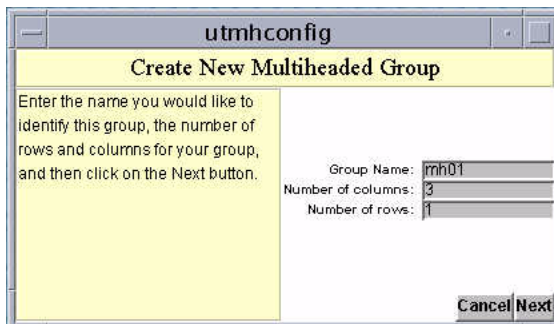 utmhconfig
Create New Multiheaded Group
Enter the name you would like to
identify this group, the number of
rows and columns for your group,
and then click on the Next button.
Group Name: mh01
Number of columns: 3
Number of rows: 1
Cancel Next